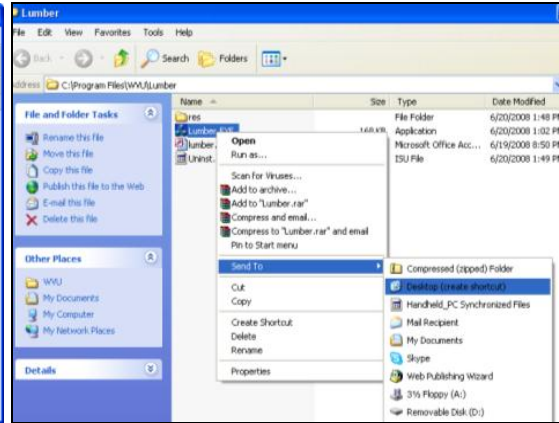 Lumber
File Edit View Favorites Tools Help
Back Search Folders
Address C:\Program Files\WVU\Lumber
Name Size Type Date Modified
File and Folder Tasks
Rename this file
Move this file
Copy this file
Publish this file to the Web
E-mail this file
Delete this file
Other Places
WVU
My Documents
My Computer
My Network Places
Details
res File Folder 6/20/2008 1:48 PM
Lumber.EXE 168 KB Application 6/20/2008 1:02 PM
lumber. Microsoft Office Acc... 6/19/2008 8:50 PM
Uninst. ISU File 6/20/2008 1:49 PM
Open
Run as...
Scan for Viruses...
Add to archive...
Add to "Lumber.rar"
Compress and email...
Compress to "Lumber.rar" and email
Pin to Start menu
Send To
Cut
Copy
Create Shortcut
Delete
Rename
Properties
Compressed (zipped) Folder
Desktop (create shortcut)
Handheld_PC Synchronized Files
Mail Recipient
My Documents
Skype
Web Publishing Wizard
3½ Floppy (A:)
Removable Disk (D:)